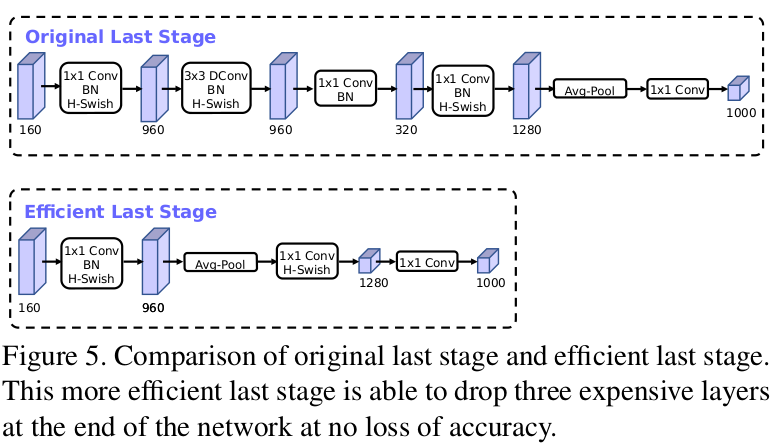 Original Last Stage
1x1 Conv
BN
H-Swish
3x3 DConv
BN
H-Swish
1x1 Conv
BN
1x1 Conv
BN
H-Swish
Avg-Pool
1x1 Conv
160
960
960
320
1280
1000
Efficient Last Stage
1x1 Conv
BN
H-Swish
Avg-Pool
1x1 Conv
H-Swish
1x1 Conv
160
960
1280
1000
Figure 5. Comparison of original last stage and efficient last stage.
This more efficient last stage is able to drop three expensive layers
at the end of the network at no loss of accuracy.